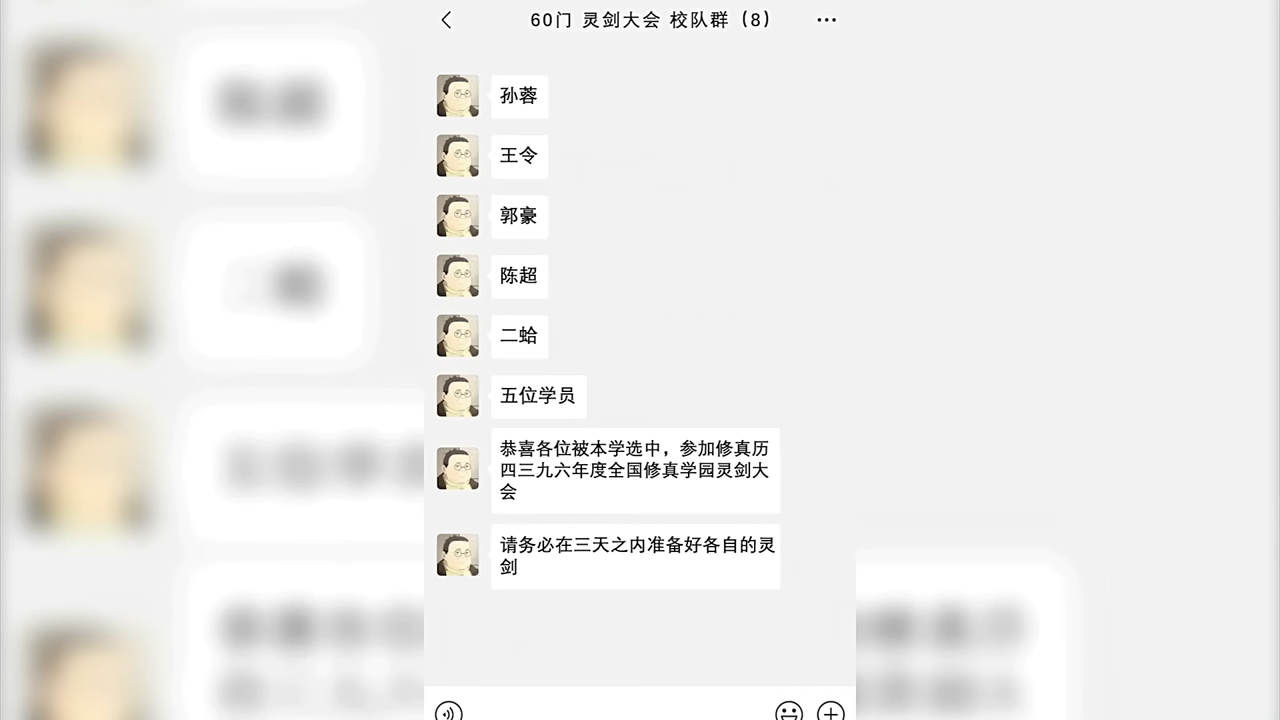 60门 灵剑大会 校队群（8）
孙蓉
王令
郭豪
陈超
二蛤
五位学员
恭喜各位被本学选中，参加修真历
四三九六年度全国修真学园灵剑大
会
请务必在三天之内准备好各自的灵
剑